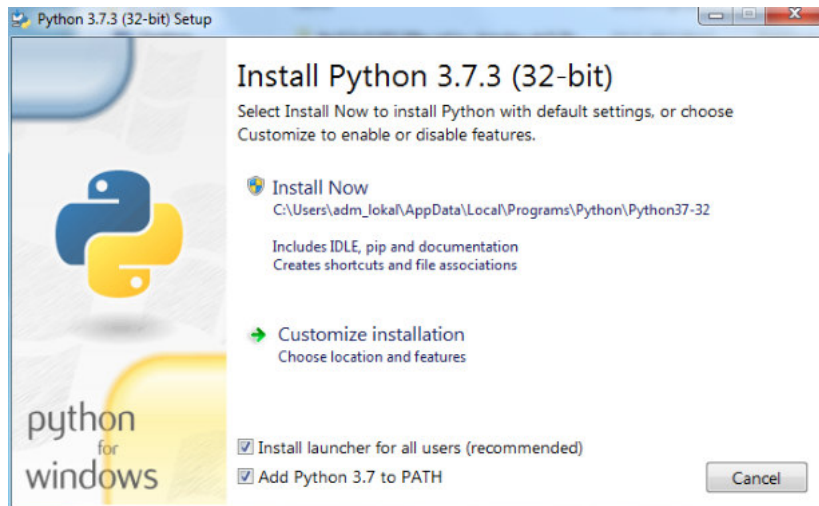 Python 3.7.3 (32-bit) Setup
Install Python 3.7.3 (32-bit)
Select Install Now to install Python with default settings, or choose
Customize to enable or disable features.
Install Now
C:\Users\adm_lokal\AppData\Local\Programs\Python\Python37-32
Includes IDLE, pip and documentation
Creates shortcuts and file associations
Customize installation
Choose location and features
python
for
windows
Install launcher for all users (recommended)
Add Python 3.7 to PATH
Cancel